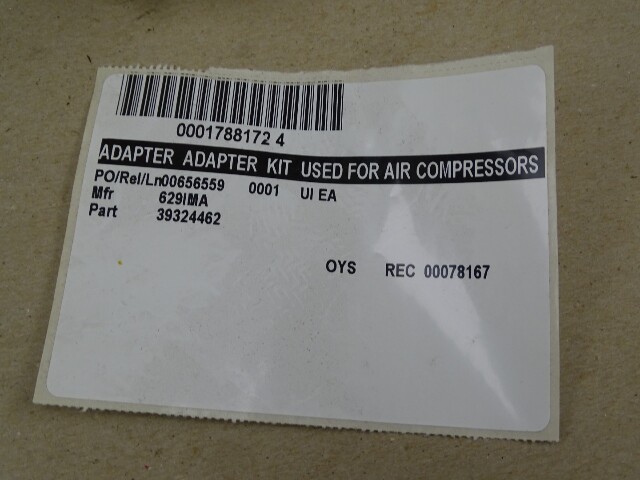 0001788172 4
ADAPTER ADAPTER KIT USED FOR AIR COMPRESSORS
PO/Rel/Ln00656559 0001 UI EA
Mfr 629IMA
Part 39324462
OYS REC 00078167